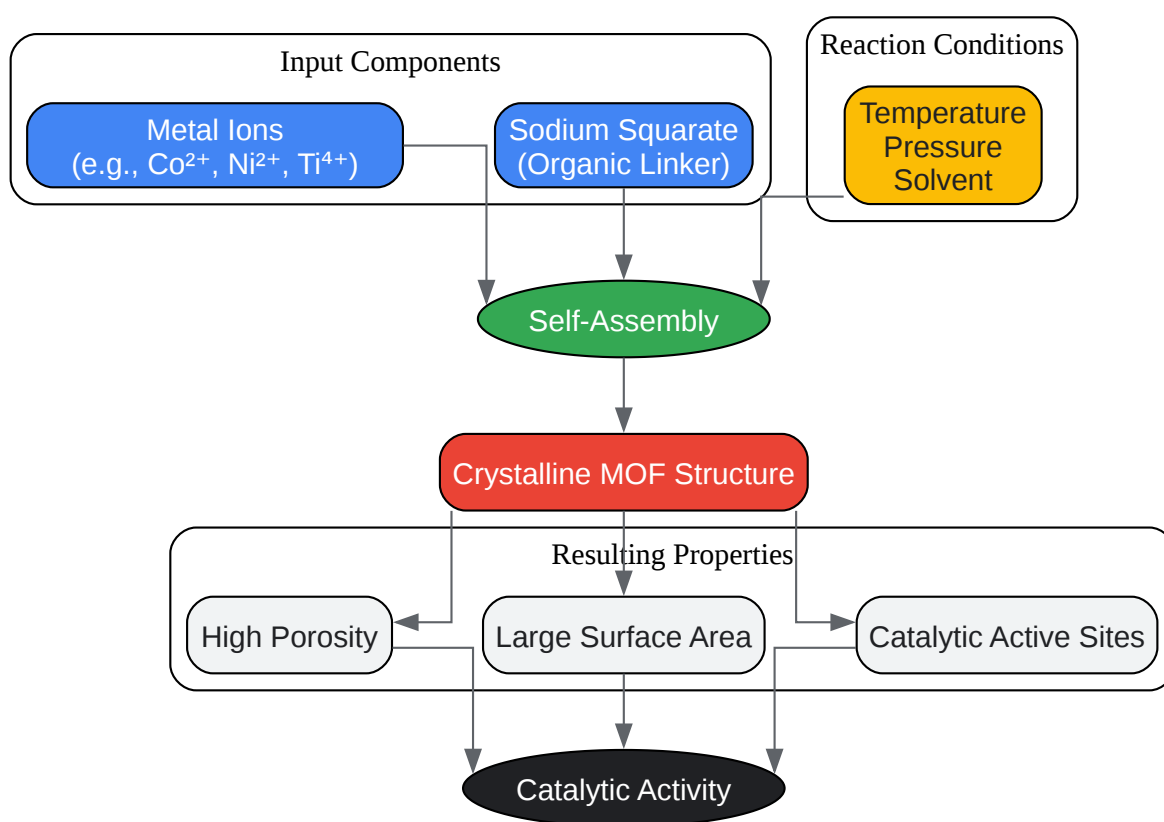 Input Components
Reaction Conditions
Metal Ions
(e.g., Co²⁺, Ni²⁺, Ti⁴⁺)
Sodium Squarate
(Organic Linker)
Temperature
Pressure
Solvent
Self-Assembly
Crystalline MOF Structure
Resulting Properties
High Porosity
Large Surface Area
Catalytic Active Sites
Catalytic Activity